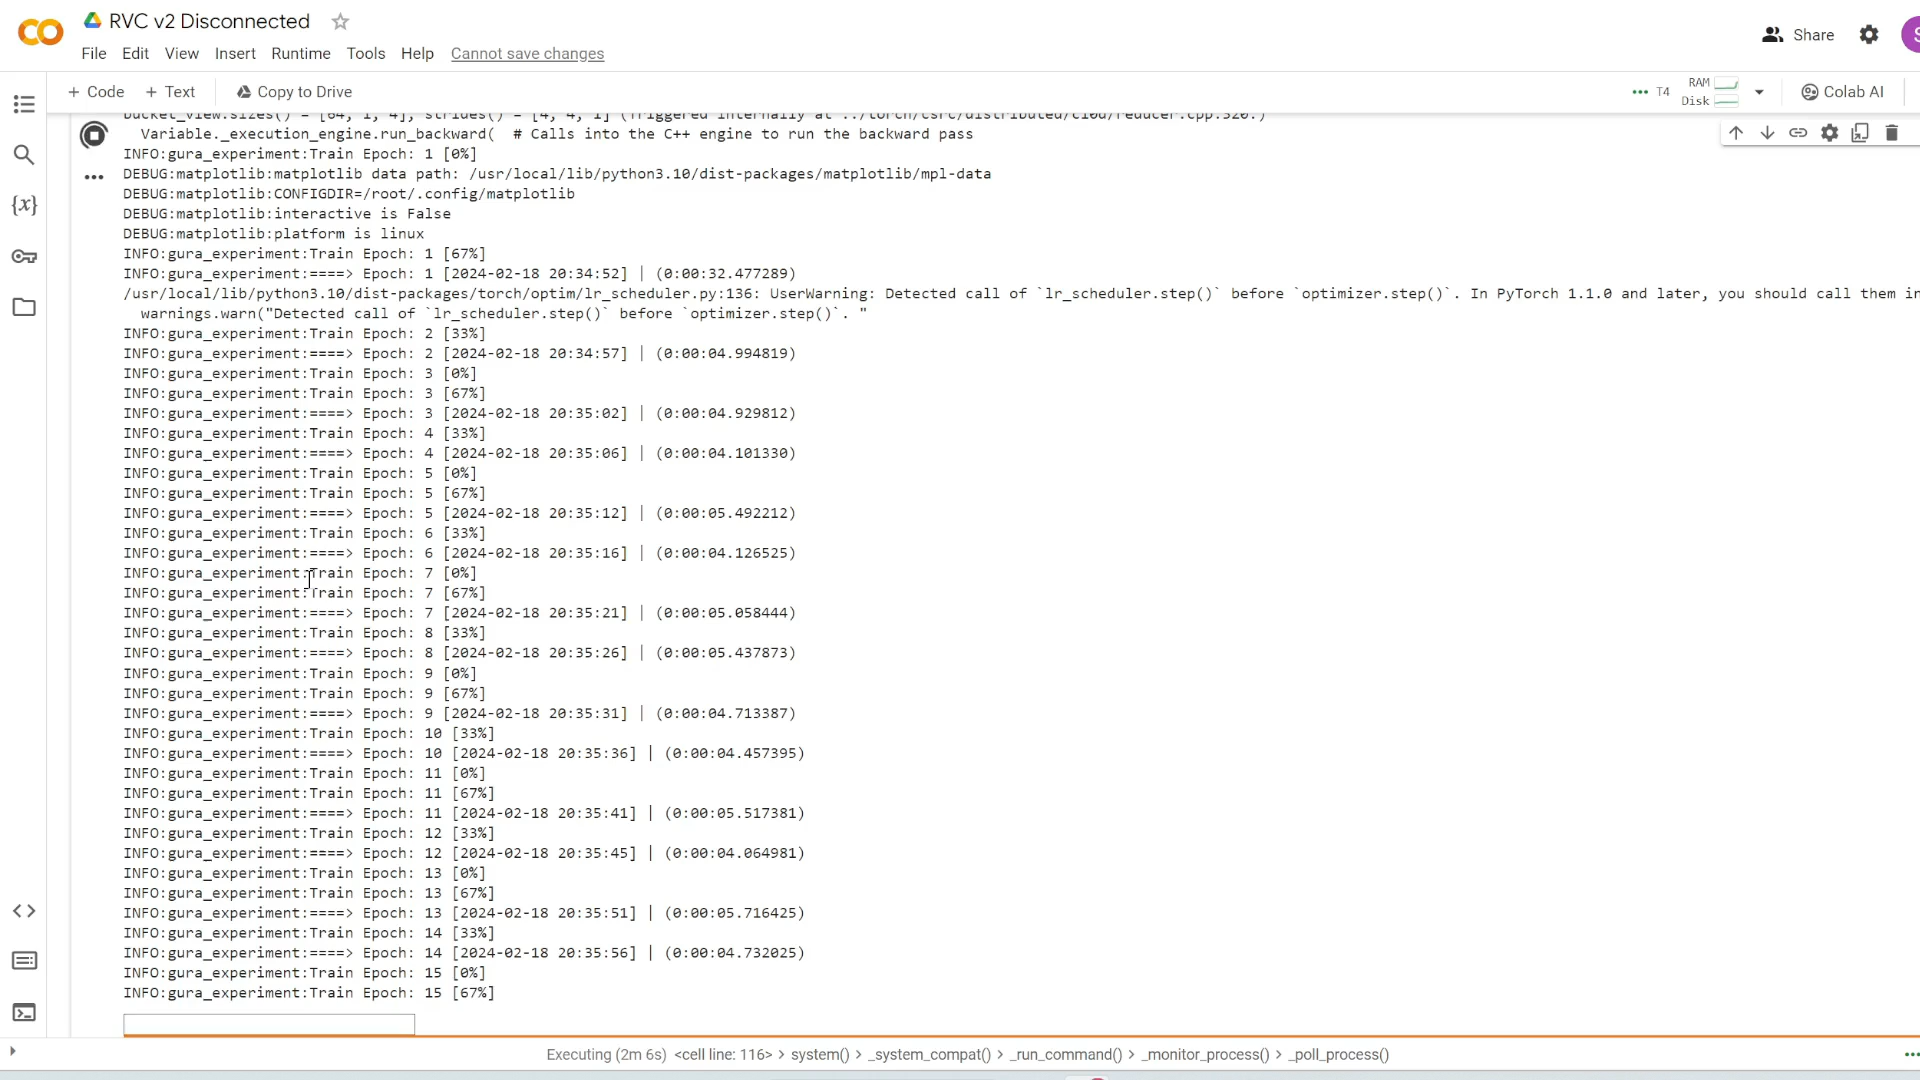 RVC v2 Disconnected
File Edit View Insert Runtime Tools Help Cannot save changes
Share
+ Code + Text Copy to Drive
T4 RAM Disk
Colab AI
bucket_view.sizes() = [64, 1, 4], strides() = [4, 4, 1] (Triggered internally at ../torch/csrc/distributed/c10d/reducer.cpp:320.)
Variable._execution_engine.run_backward(  # Calls into the C++ engine to run the backward pass
INFO:gura_experiment:Train Epoch: 1 [0%]
DEBUG:matplotlib:matplotlib data path: /usr/local/lib/python3.10/dist-packages/matplotlib/mpl-data
DEBUG:matplotlib:CONFIGDIR=/root/.config/matplotlib
DEBUG:matplotlib:interactive is False
DEBUG:matplotlib:platform is linux
INFO:gura_experiment:Train Epoch: 1 [67%]
INFO:gura_experiment:====> Epoch: 1 [2024-02-18 20:34:52] | (0:00:32.477289)
/usr/local/lib/python3.10/dist-packages/torch/optim/lr_scheduler.py:136: UserWarning: Detected call of `lr_scheduler.step()` before `optimizer.step()`. In PyTorch 1.1.0 and later, you should call them in
warnings.warn("Detected call of `lr_scheduler.step()` before `optimizer.step()`. "
INFO:gura_experiment:Train Epoch: 2 [33%]
INFO:gura_experiment:====> Epoch: 2 [2024-02-18 20:34:57] | (0:00:04.994819)
INFO:gura_experiment:Train Epoch: 3 [0%]
INFO:gura_experiment:Train Epoch: 3 [67%]
INFO:gura_experiment:====> Epoch: 3 [2024-02-18 20:35:02] | (0:00:04.929812)
INFO:gura_experiment:Train Epoch: 4 [33%]
INFO:gura_experiment:====> Epoch: 4 [2024-02-18 20:35:06] | (0:00:04.101330)
INFO:gura_experiment:Train Epoch: 5 [0%]
INFO:gura_experiment:Train Epoch: 5 [67%]
INFO:gura_experiment:====> Epoch: 5 [2024-02-18 20:35:12] | (0:00:05.492212)
INFO:gura_experiment:Train Epoch: 6 [33%]
INFO:gura_experiment:====> Epoch: 6 [2024-02-18 20:35:16] | (0:00:04.126525)
INFO:gura_experiment:Train Epoch: 7 [0%]
INFO:gura_experiment:Train Epoch: 7 [67%]
INFO:gura_experiment:====> Epoch: 7 [2024-02-18 20:35:21] | (0:00:05.058444)
INFO:gura_experiment:Train Epoch: 8 [33%]
INFO:gura_experiment:====> Epoch: 8 [2024-02-18 20:35:26] | (0:00:05.437873)
INFO:gura_experiment:Train Epoch: 9 [0%]
INFO:gura_experiment:Train Epoch: 9 [67%]
INFO:gura_experiment:====> Epoch: 9 [2024-02-18 20:35:31] | (0:00:04.713387)
INFO:gura_experiment:Train Epoch: 10 [33%]
INFO:gura_experiment:====> Epoch: 10 [2024-02-18 20:35:36] | (0:00:04.457395)
INFO:gura_experiment:Train Epoch: 11 [0%]
INFO:gura_experiment:Train Epoch: 11 [67%]
INFO:gura_experiment:====> Epoch: 11 [2024-02-18 20:35:41] | (0:00:05.517381)
INFO:gura_experiment:Train Epoch: 12 [33%]
INFO:gura_experiment:====> Epoch: 12 [2024-02-18 20:35:45] | (0:00:04.064981)
INFO:gura_experiment:Train Epoch: 13 [0%]
INFO:gura_experiment:Train Epoch: 13 [67%]
INFO:gura_experiment:====> Epoch: 13 [2024-02-18 20:35:51] | (0:00:05.716425)
INFO:gura_experiment:Train Epoch: 14 [33%]
INFO:gura_experiment:====> Epoch: 14 [2024-02-18 20:35:56] | (0:00:04.732025)
INFO:gura_experiment:Train Epoch: 15 [0%]
INFO:gura_experiment:Train Epoch: 15 [67%]
Executing (2m 6s) <cell line: 116> > system() > _system_compat() > _run_command() > _monitor_process() > _poll_process()